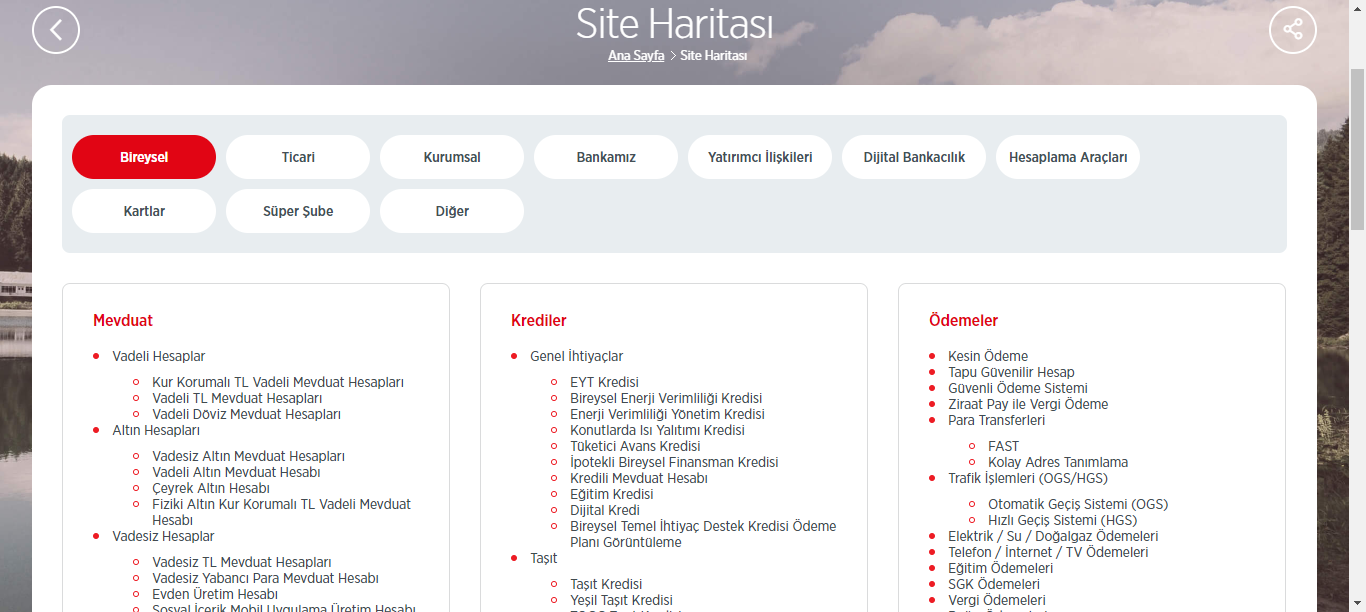 Site Haritası
Ana Sayfa > Site Haritası
Bireysel
Ticari
Kurumsal
Bankamız
Yatırımcı İlişkileri
Dijital Bankacılık
Hesaplama Araçları
Kartlar
Süper Şube
Diğer
Mevduat
Vadeli Hesaplar
Kur Korumalı TL Vadeli Mevduat Hesapları
Vadeli TL Mevduat Hesapları
Vadeli Döviz Mevduat Hesapları
Altın Hesapları
Vadesiz Altın Mevduat Hesapları
Vadeli Altın Mevduat Hesabı
Çeyrek Altın Hesabı
Fiziki Altın Kur Korumalı TL Vadeli Mevduat
Hesabı
Vadesiz Hesaplar
Vadesiz TL Mevduat Hesapları
Vadesiz Yabancı Para Mevduat Hesabı
Evden Üretim Hesabı
Sosyal İçerik Mobil Uygulama Üretim Hesabı
Krediler
Genel İhtiyaçlar
EYT Kredisi
Bireysel Enerji Verimliliği Kredisi
Enerji Verimliliği Yönetim Kredisi
Konutlarda Isı Yalıtımı Kredisi
Tüketici Avans Kredisi
İpotekli Bireysel Finansman Kredisi
Kredili Mevduat Hesabı
Eğitim Kredisi
Dijital Kredi
Bireysel Temel İhtiyaç Destek Kredisi Ödeme
Planı Görüntüleme
Taşıt
Taşıt Kredisi
Yeşil Taşıt Kredisi
Ödemeler
Kesin Ödeme
Tapu Güvenilir Hesap
Güvenli Ödeme Sistemi
Ziraat Pay ile Vergi Ödeme
Para Transferleri
FAST
Kolay Adres Tanımlama
Trafik İşlemleri (OGS/HGS)
Otomatik Geçiş Sistemi (OGS)
Hızlı Geçiş Sistemi (HGS)
Elektrik / Su / Doğalgaz Ödemeleri
Telefon / İnternet / TV Ödemeleri
Eğitim Ödemeleri
SGK Ödemeleri
Vergi Ödemeleri